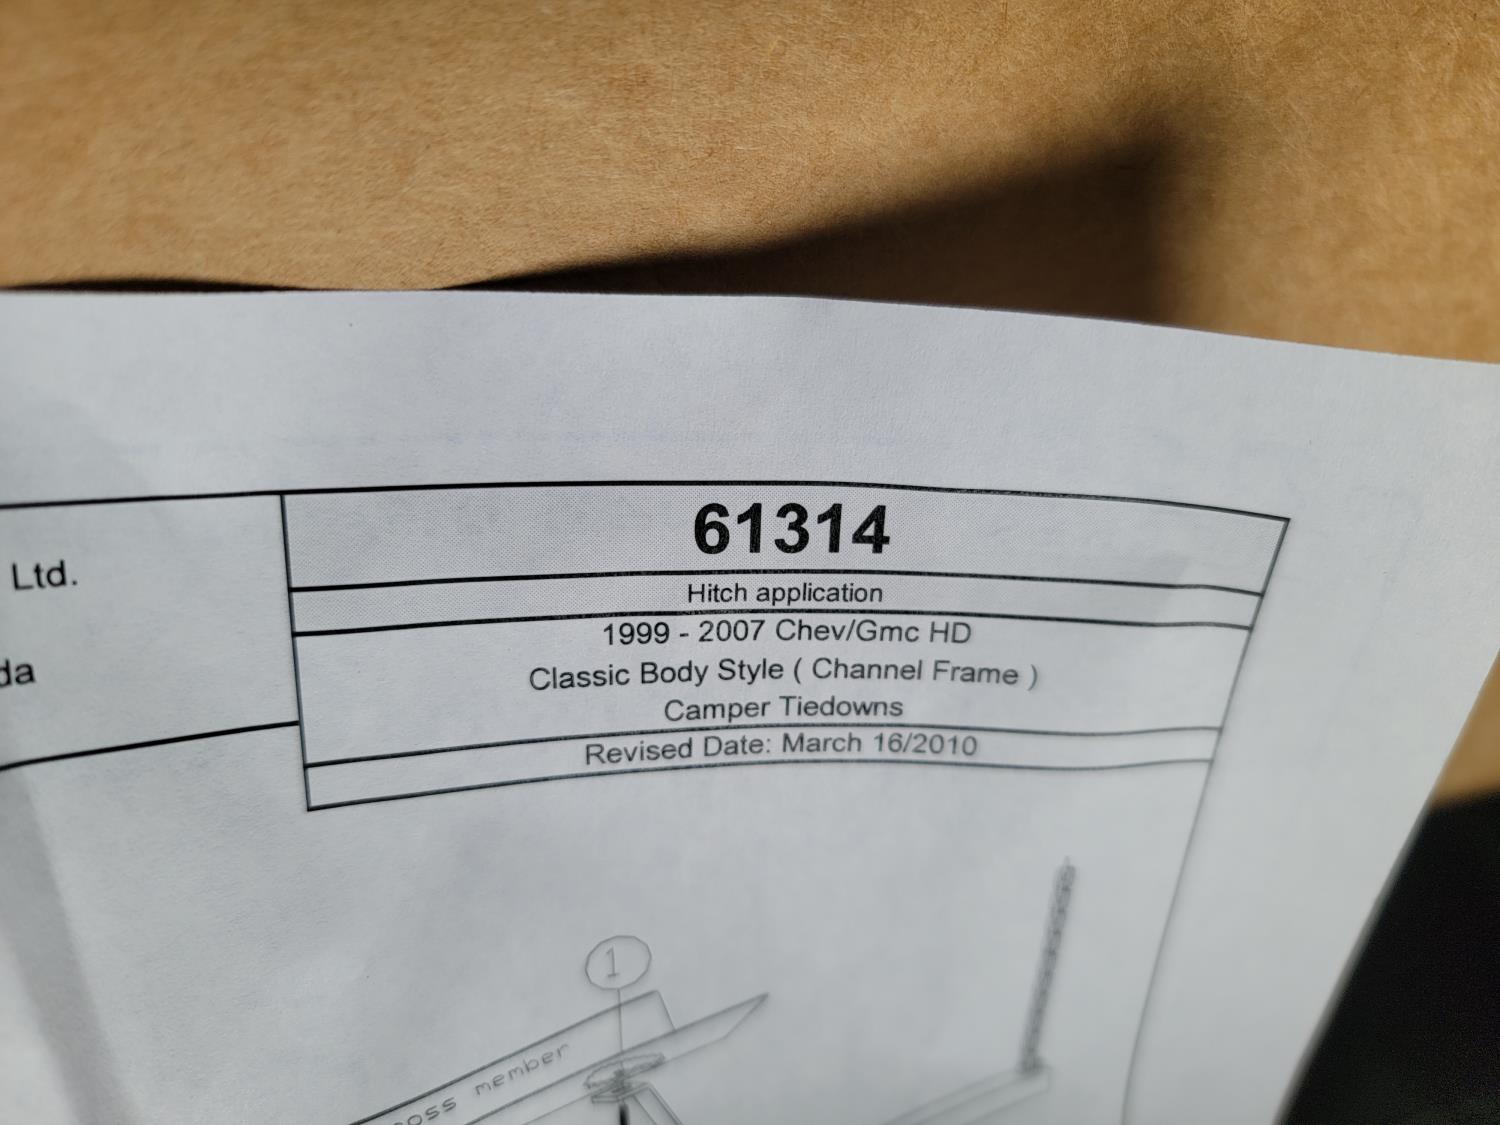 Ltd.
da
61314
Hitch application
1999 - 2007 Chev/Gmc HD
Classic Body Style ( Channel Frame )
Camper Tiedowns
Revised Date: March 16/2010
1
oss member